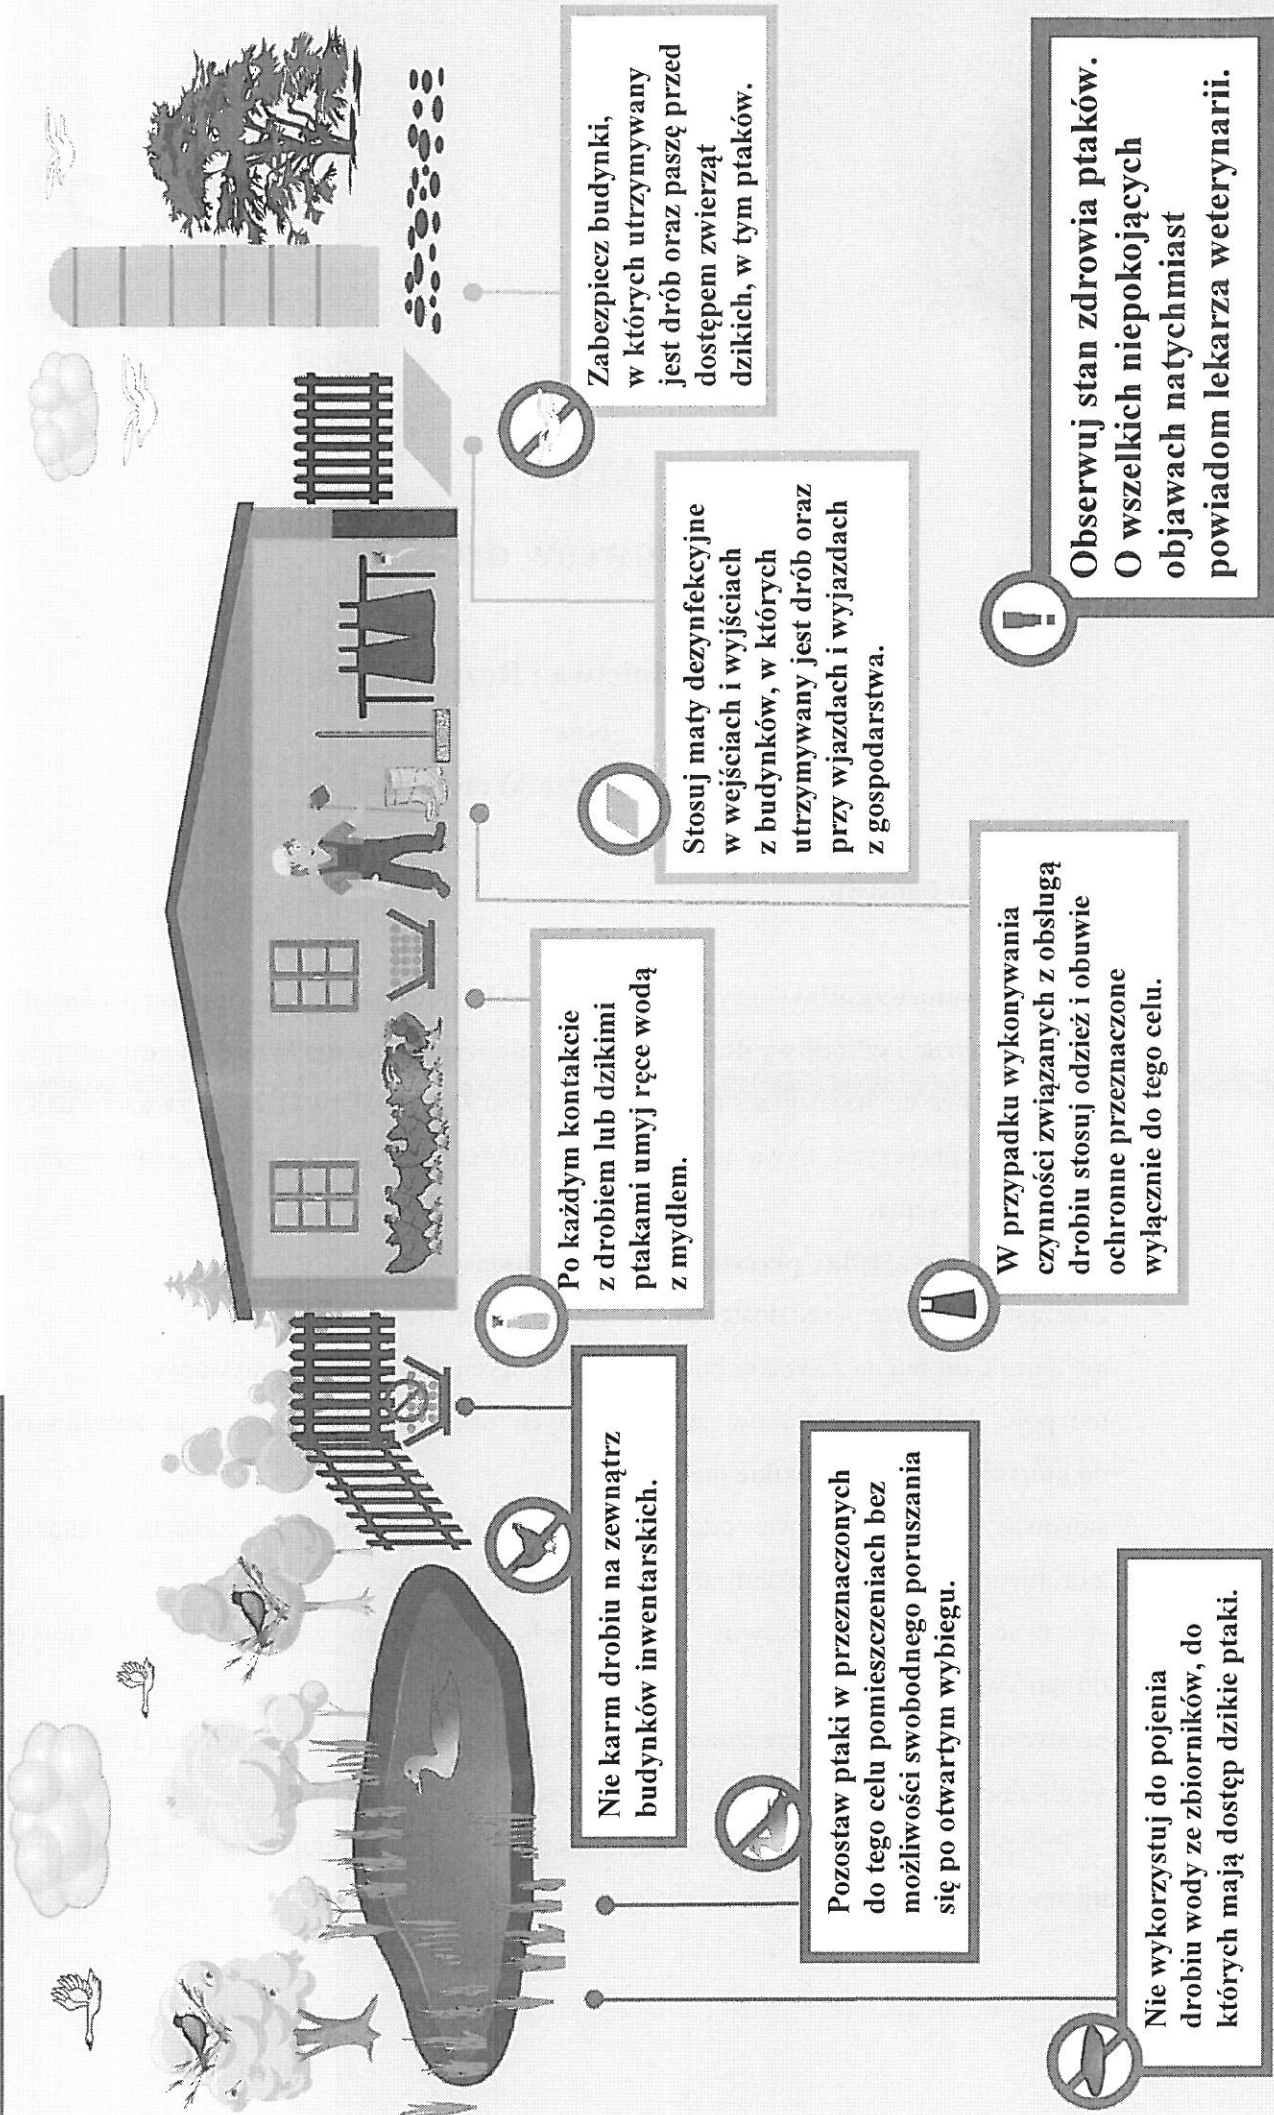 Nie wykorzystuj do pojenia
drobiu wody ze zbiorników, do
których mają dostęp dzikie ptaki.
Pozostaw ptaki w przeznaczonych
do tego celu pomieszczeniach bez
możliwości swobodnego poruszania
się po otwartym wybiegu.
Nie karm drobiu na zewnątrz
budynków inwentarskich.
Po każdym kontakcie
z drobiem lub dzikimi
ptakami umyj ręce wodą
z mydłem.
W przypadku wykonywania
czynności związanych z obsługą
drobiu stosuj odzież i obuwie
ochronne przeznaczone
wyłącznie do tego celu.
Stosuj maty dezynfekcyjne
w wejściach i wyjściach
z budynków, w których
utrzymywany jest drób oraz
przy wjazdach i wyjazdach
z gospodarstwa.
Zabezpiecz budynki,
w których utrzymywany
jest drób oraz paszę przed
dostępem zwierząt
dzikich, w tym ptaków.
Obserwuj stan zdrowia ptaków.
O wszelkich niepokojących
objawach natychmiast
powiadom lekarza weterynarii.